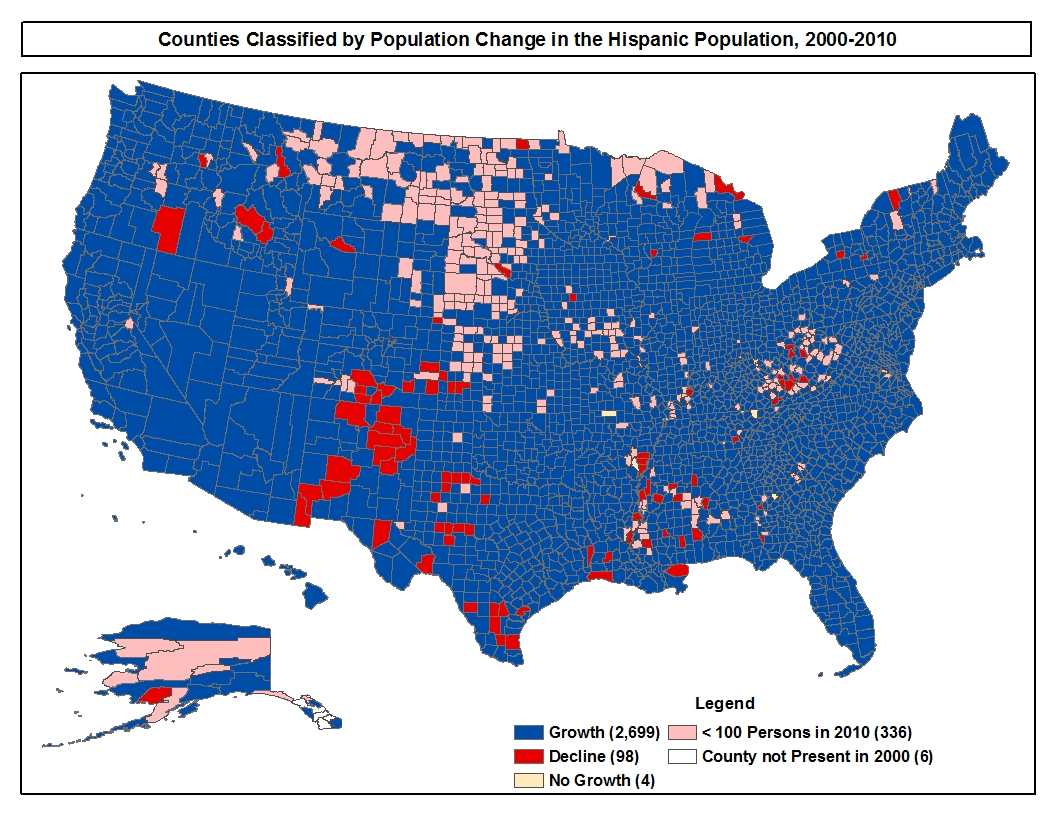 Counties Classified by Population Change in the Hispanic Population, 2000-2010
Legend
Growth (2,699)
< 100 Persons in 2010 (336)
Decline (98)
County not Present in 2000 (6)
No Growth (4)